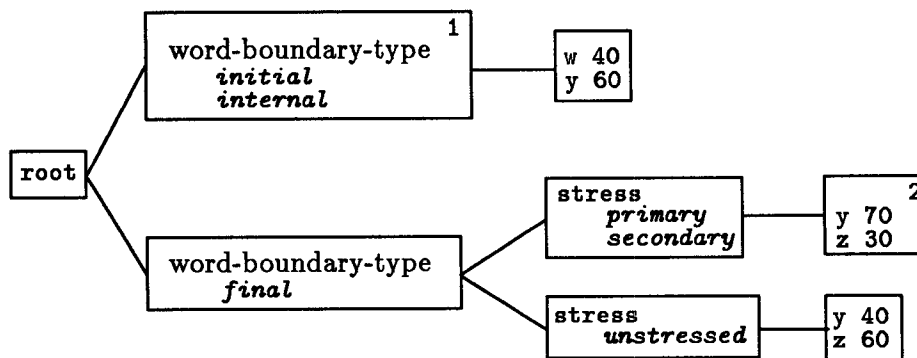 1
word-boundary-type
initial
internal
w 40
y 60
root
stress
primary
secondary
2
y 70
z 30
word-boundary-type
final
stress
unstressed
y 40
z 60